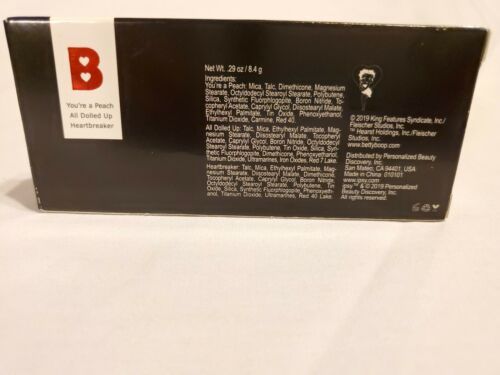 B
You're a Peach
All Dolled Up
Heartbreaker
Net Wt. .29 oz / 8.4 g
Ingredients:
You're a Peach: Mica, Talc, Dimethicone, Magnesium
Stearate, Octyldodecyl Stearoyl Stearate, Polybutene,
Silica, Synthetic Fluorphlogopite, Boron Nitride, To-
copheryl Acetate, Caprylyl Glycol, Diisostearyl Malate,
Ethylhexyl Palmitate, Tin Oxide, Phenoxyethanol,
Titanium Dioxide, Carmine, Red 40.
All Dolled Up: Talc, Mica, Ethylhexyl Palmitate, Mag-
nesium Stearate, Diisostearyl Malate, Dimethicone,
Tocopheryl Acetate, Caprylyl Glycol, Boron Nitride,
Octyldodecyl Stearoyl Stearate, Polybutene, Tin Oxide, Silica, Syn-
thetic Fluorphlogopite, Dimethicone, Phenoxyethanol,
Titanium Dioxide, Ultramarines, Iron Oxides, Red 7 Lake.
Heartbreaker: Talc, Mica, Ethylhexyl Palmitate, Mag-
nesium Stearate, Diisostearyl Malate, Dimethicone,
Tocopheryl Acetate, Caprylyl Glycol, Boron Nitride,
Octyldodecyl Stearoyl Stearate, Polybutene, Tin
Oxide, Silica, Synthetic Fluorphlogopite, Phenoxyeth-
anol, Titanium Dioxide, Ultramarines, Red 40 Lake.
© 2019 King Features Syndicate, Inc./
Fleischer Studios, Inc.
™ Hearst Holdings, Inc./Fleischer
Studios, Inc.
www.bettyboop.com
Distributed by Personalized Beauty
Discovery, Inc.
San Mateo, CA 94401, USA
Made in China 010101
www.ipsy.com
ipsy™ & © 2019 Personalized
Beauty Discovery, Inc.
All rights reserved.